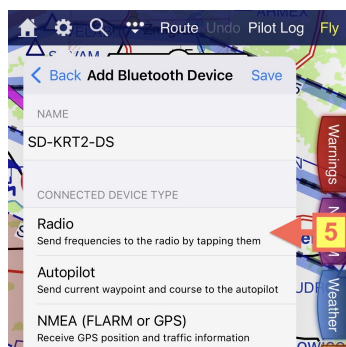 Route Undo Pilot Log Fly
Back Add Bluetooth Device Save
NAME
SD-KRT2-DS
Warnings
CONNECTED DEVICE TYPE
Radio
Send frequencies to the radio by tapping them
5
Autopilot
Send current waypoint and course to the autopilot
Weather
NMEA (FLARM or GPS)
Receive GPS position and traffic information